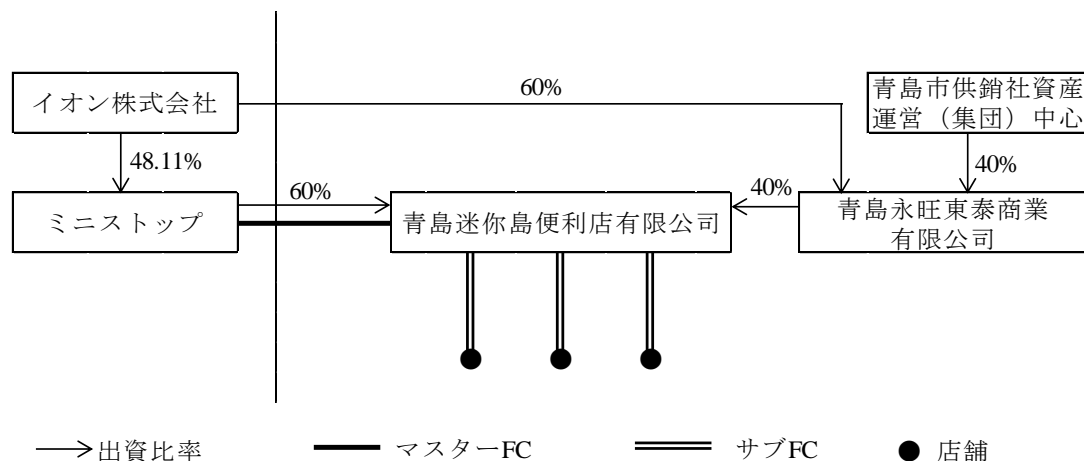 60%
イオン株式会社
青島市供銷社資産
運営（集団）中心
48.11%
40%
60%
40%
ミニストップ
青島迷你島便利店有限公司
青島永旺東泰商業
有限公司
出資比率
マスターFC
サブFC
店舗